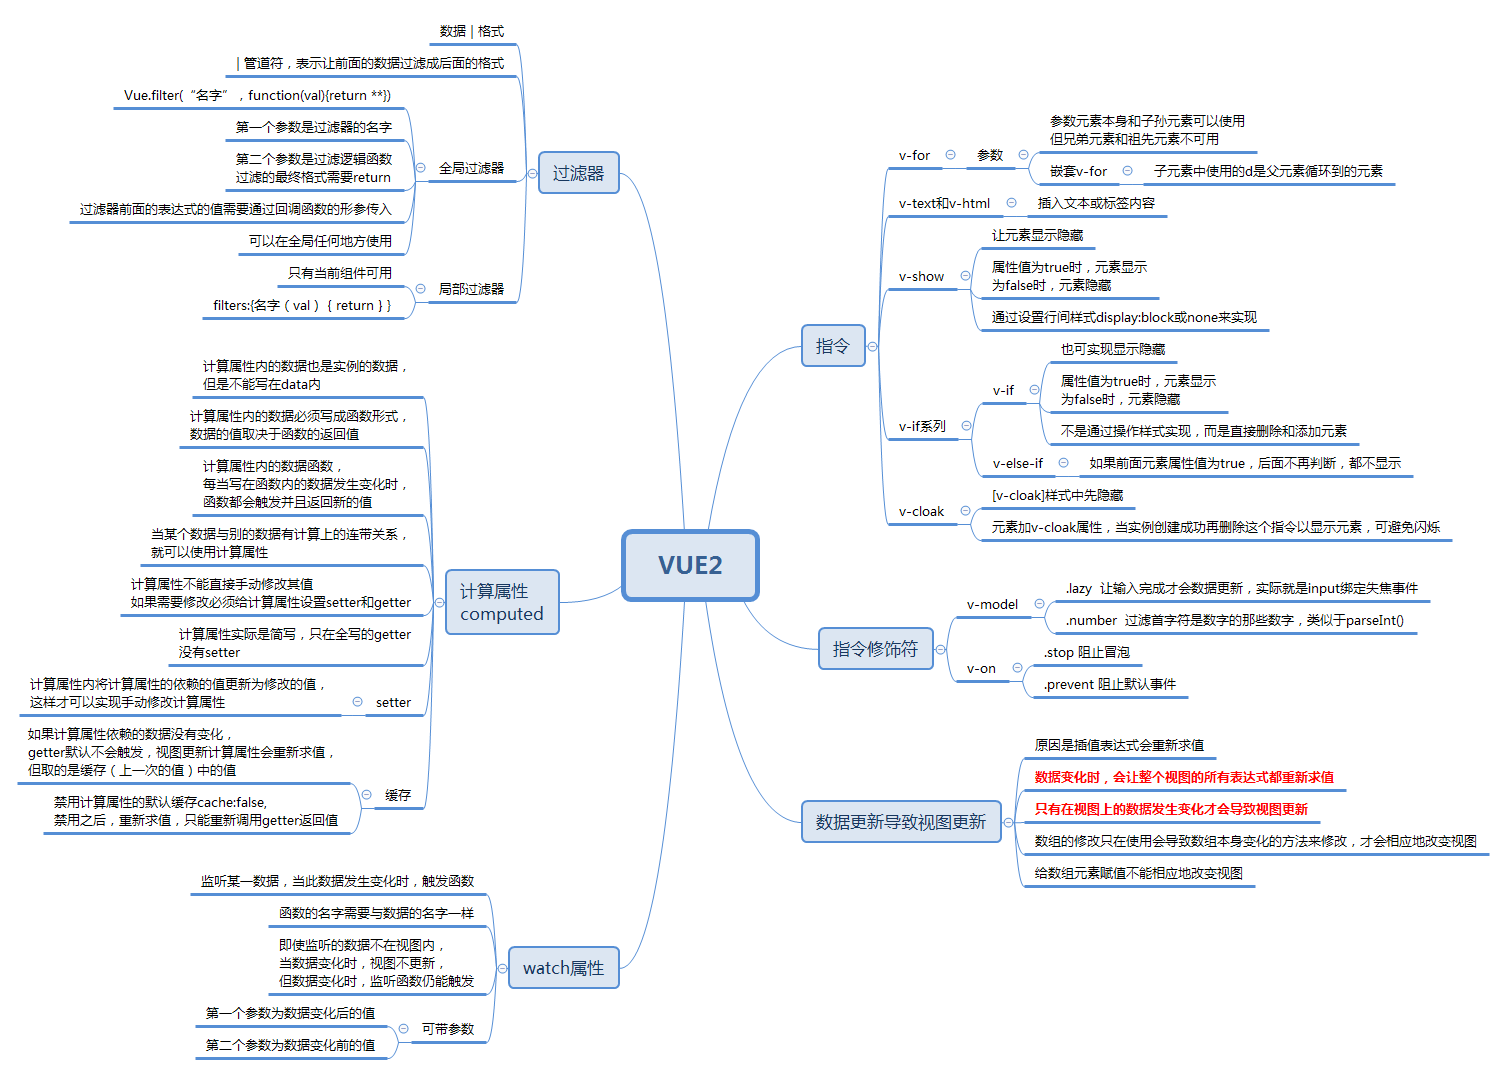 VUE2
过滤器
数据 | 格式
| 管道符，表示让前面的数据过滤成后面的格式
全局过滤器
Vue.filter(“名字”，function(val){return **})
第一个参数是过滤器的名字
第二个参数是过滤逻辑函数
过滤的最终格式需要return
过滤器前面的表达式的值需要通过回调函数的形参传入
可以在全局任何地方使用
局部过滤器
只有当前组件可用
filters:{名字（val）{ return } }
计算属性
computed
计算属性内的数据也是实例的数据，
但是不能写在data内
计算属性内的数据必须写成函数形式，
数据的值取决于函数的返回值
计算属性内的数据函数，
每当写在函数内的数据发生变化时，
函数都会触发并且返回新的值
当某个数据与别的数据有计算上的连带关系，
就可以使用计算属性
计算属性不能直接手动修改其值
如果需要修改必须给计算属性设置setter和getter
计算属性实际是简写，只在全写的getter
没有setter
setter
计算属性内将计算属性的依赖的值更新为修改的值，
这样才可以实现手动修改计算属性
缓存
如果计算属性依赖的数据没有变化，
getter默认不会触发，视图更新计算属性会重新求值，
但取的是缓存（上一次的值）中的值
禁用计算属性的默认缓存cache:false,
禁用之后，重新求值，只能重新调用getter返回值
watch属性
监听某一数据，当此数据发生变化时，触发函数
函数的名字需要与数据的名字一样
即使监听的数据不在视图内，
当数据变化时，视图不更新，
但数据变化时，监听函数仍能触发
可带参数
第一个参数为数据变化后的值
第二个参数为数据变化前的值
指令
v-for
参数
参数元素本身和子孙元素可以使用
但兄弟元素和祖先元素不可用
嵌套v-for
子元素中使用的d是父元素循环到的元素
v-text和v-html
插入文本或标签内容
v-show
让元素显示隐藏
属性值为true时，元素显示
为false时，元素隐藏
通过设置行间样式display:block或none来实现
v-if系列
v-if
也可实现显示隐藏
属性值为true时，元素显示
为false时，元素隐藏
不是通过操作样式实现，而是直接删除和添加元素
v-else-if
如果前面元素属性值为true，后面不再判断，都不显示
v-cloak
[v-cloak]样式中先隐藏
元素加v-cloak属性，当实例创建成功再删除这个指令以显示元素，可避免闪烁
指令修饰符
v-model
.lazy 让输入完成才会数据更新，实际就是input绑定失焦事件
.number 过滤首字符是数字的那些数字，类似于parseInt()
v-on
.stop 阻止冒泡
.prevent 阻止默认事件
数据更新导致视图更新
原因是插值表达式会重新求值
数据变化时，会让整个视图的所有表达式都重新求值
只有在视图上的数据发生变化才会导致视图更新
数组的修改只在使用会导致数组本身变化的方法来修改，才会相应地改变视图
给数组元素赋值不能相应地改变视图